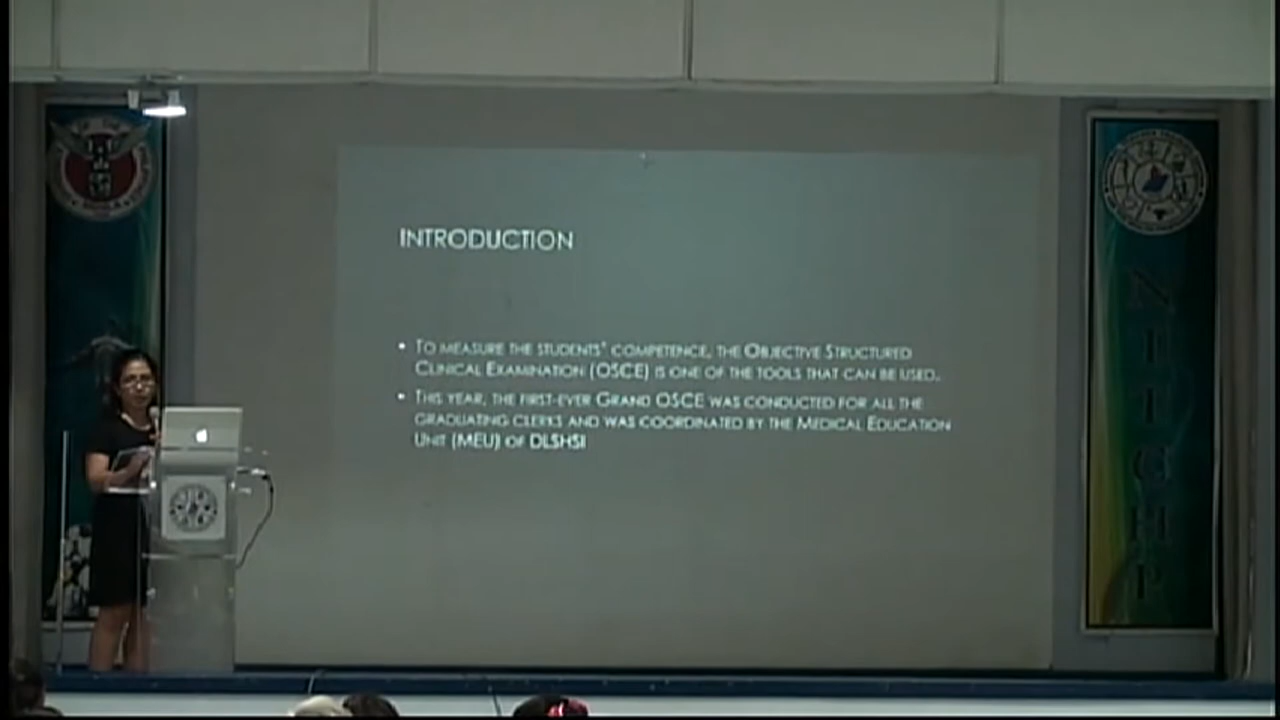 INTRODUCTION
• TO MEASURE THE STUDENTS' COMPETENCE, THE OBJECTIVE STRUCTURED
CLINICAL EXAMINATION (OSCE) IS ONE OF THE TOOLS THAT CAN BE USED.
• THIS YEAR, THE FIRST-EVER GRAND OSCE WAS CONDUCTED FOR ALL THE
GRADUATING CLERKS AND WAS COORDINATED BY THE MEDICAL EDUCATION
UNIT (MEU) OF DLSHSI